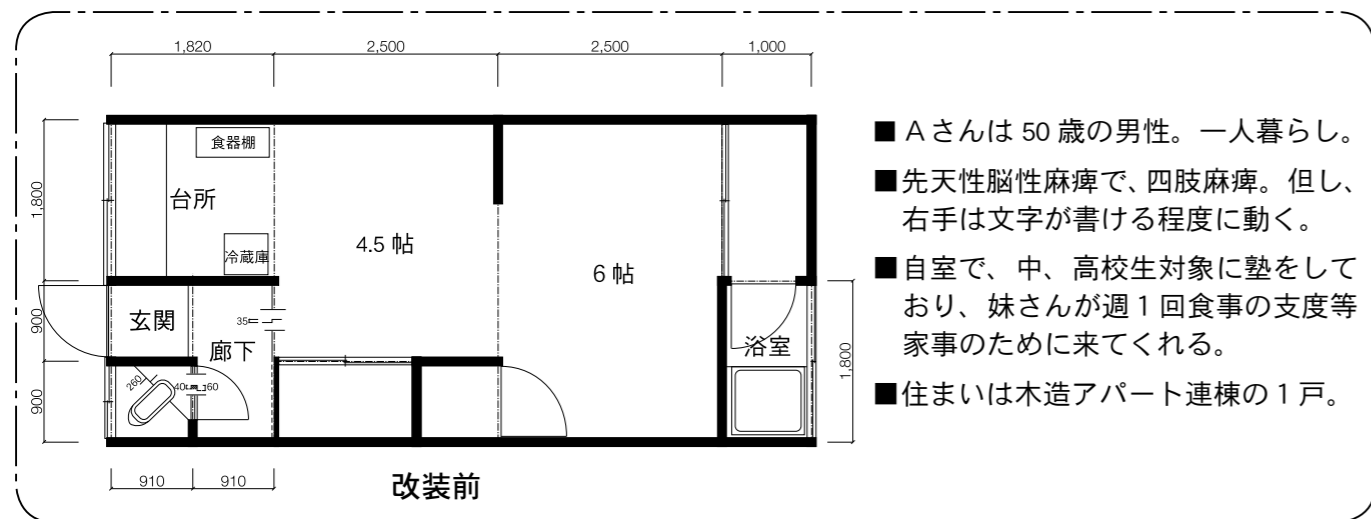 1,820
2,500
2,500
1,000
1,800
900
900
食器棚
台所
冷蔵庫
4.5 帖
6 帖
玄関
35
廊下
260
40
60
浴室
1,800
910
910
改装前
■ Aさんは 50 歳の男性。一人暮らし。
■先天性脳性麻痺で、四肢麻痺。但し、
右手は文字が書ける程度に動く。
■自室で、中、高校生対象に塾をして
おり、妹さんが週1回食事の支度等
家事のために来てくれる。
■住まいは木造アパート連棟の1戸。